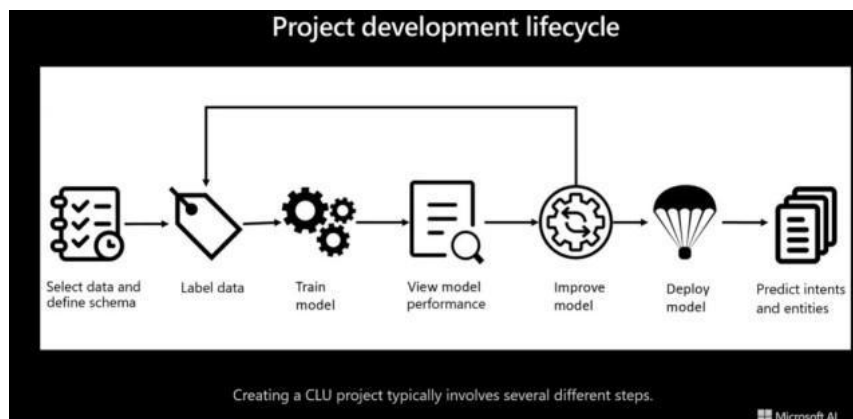 Project development lifecycle
Select data and
define schema
Label data
Train
model
View model
performance
Improve
model
Deploy
model
Predict intents
and entities
Creating a CLU project typically involves several different steps.
Microsoft AI